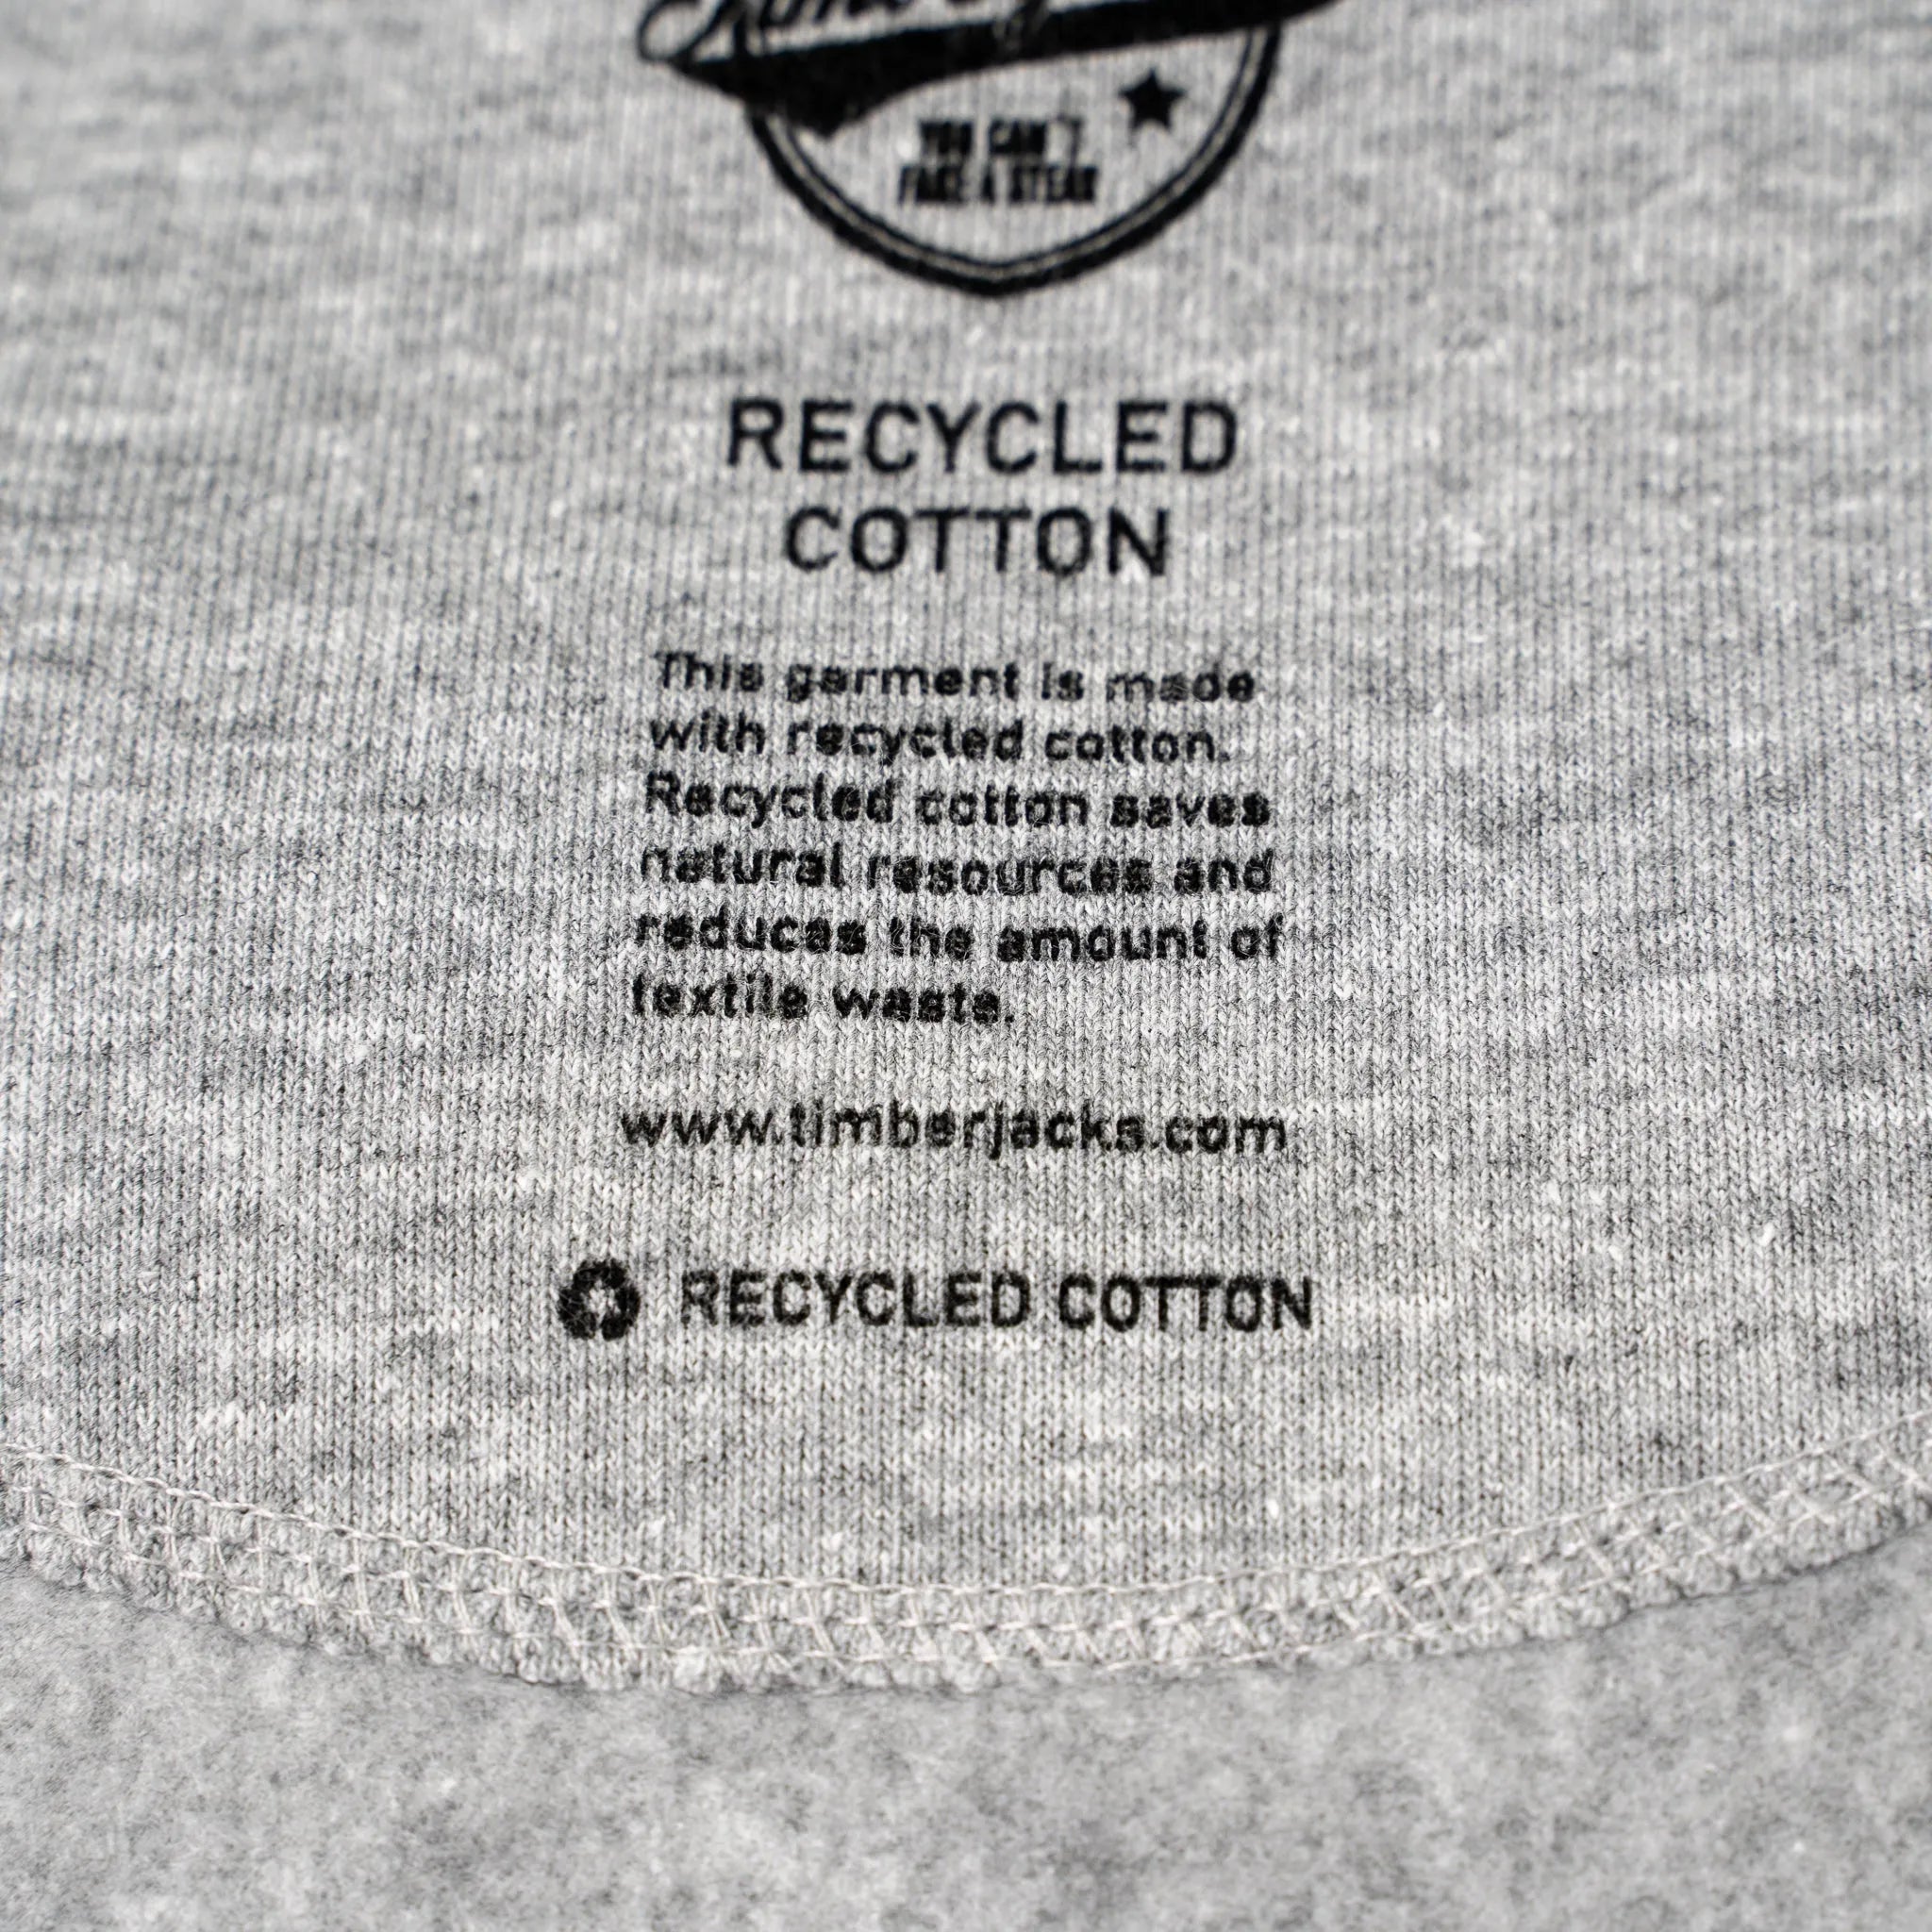 YOU CAN'T
FAKE A STEAK
RECYCLED
COTTON
This garment is made
with recycled cotton.
Recycled cotton saves
natural resources and
reduces the amount of
textile waste.
www.timberjacks.com
RECYCLED COTTON